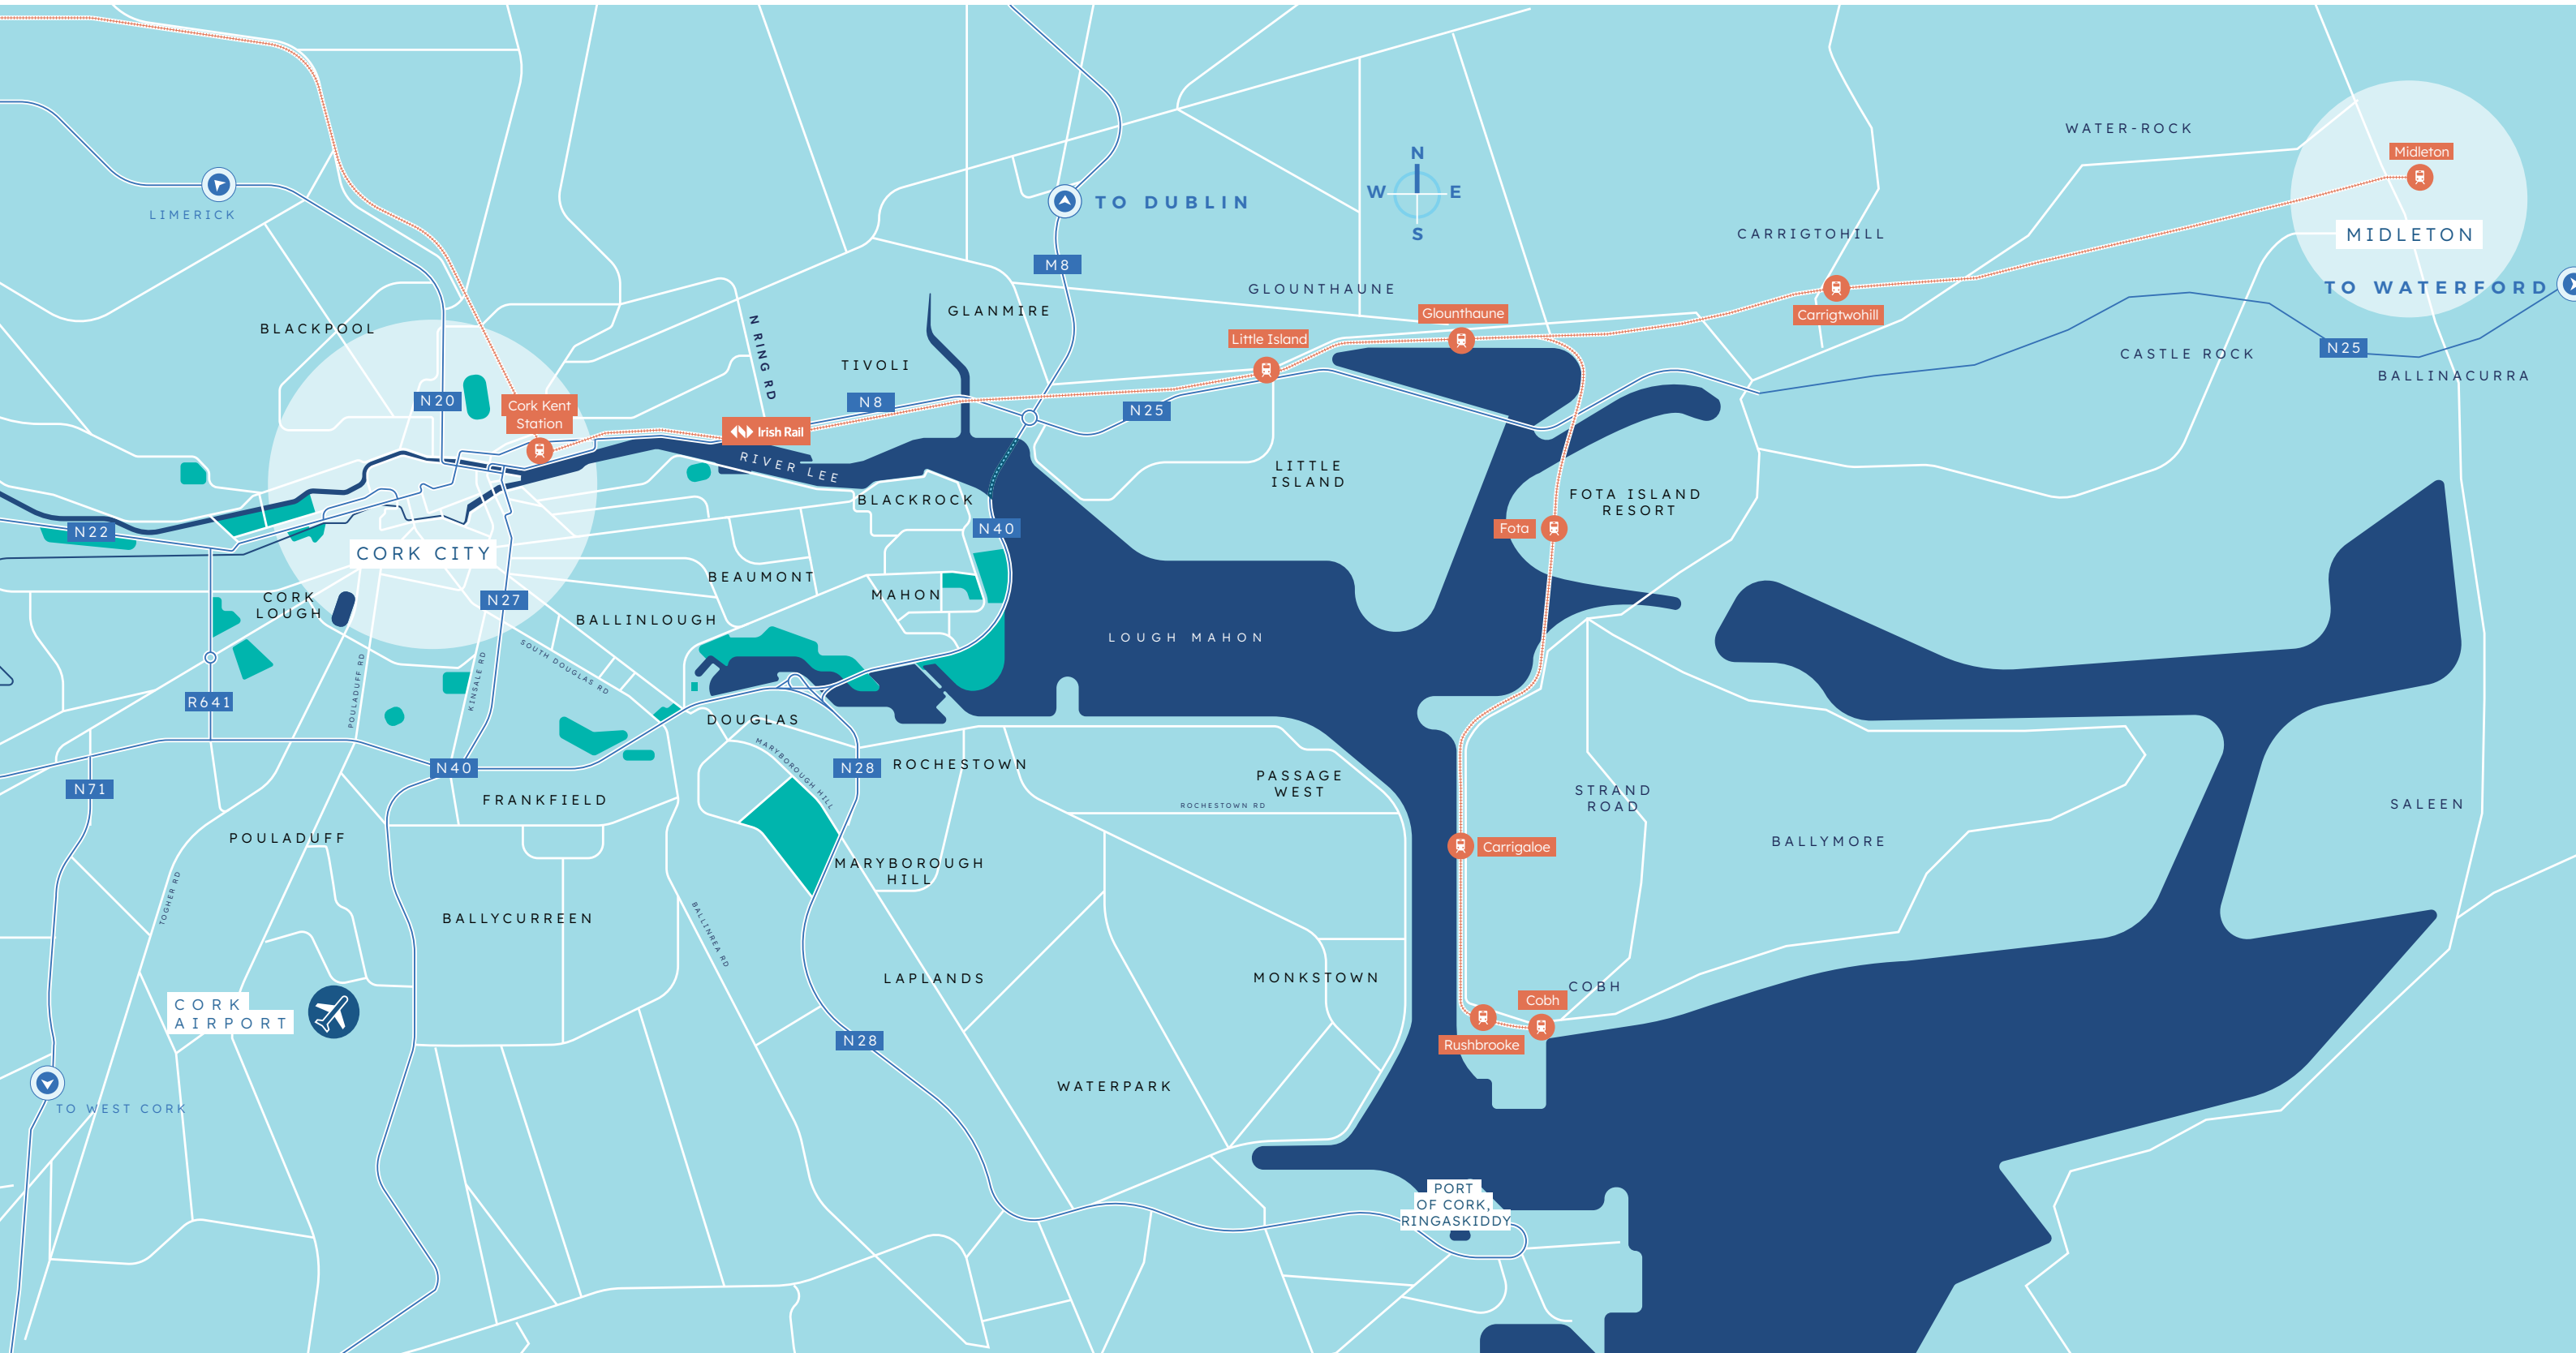 WATER-ROCK
Midleton
N
W E
S
TO DUBLIN
LIMERICK
CARRIGTOHILL
MIDLETON
M8
GLOUNTHAUNE
TO WATERFORD
GLANMIRE
Glounthaune
Carrigtwohill
BLACKPOOL
N RING RD
Little Island
N25
CASTLE ROCK
TIVOLI
BALLINACURRA
N20
N8
Cork Kent
Station
N25
Irish Rail
RIVER LEE
LITTLE
ISLAND
BLACKROCK
FOTA ISLAND
RESORT
N22
N40
Fota
CORK CITY
BEAUMONT
MAHON
CORK
LOUGH
N27
BALLINLOUGH
LOUGH MAHON
SOUTH DOUGLAS RD
POULADUFF RD
KINSALE RD
R641
DOUGLAS
MARYBOROUGH HILL
N40
N28
ROCHESTOWN
PASSAGE
WEST
N71
FRANKFIELD
ROCHESTOWN RD
STRAND
ROAD
SALEEN
POULADUFF
BALLYMORE
Carrigaloe
MARYBOROUGH
HILL
TOGHER RD
BALLYCURREEN
BALLINREA RD
LAPLANDS
MONKSTOWN
COBH
Cobh
CORK
AIRPORT
N28
Rushbrooke
WATERPARK
TO WEST CORK
PORT
OF CORK,
RINGASKIDDY